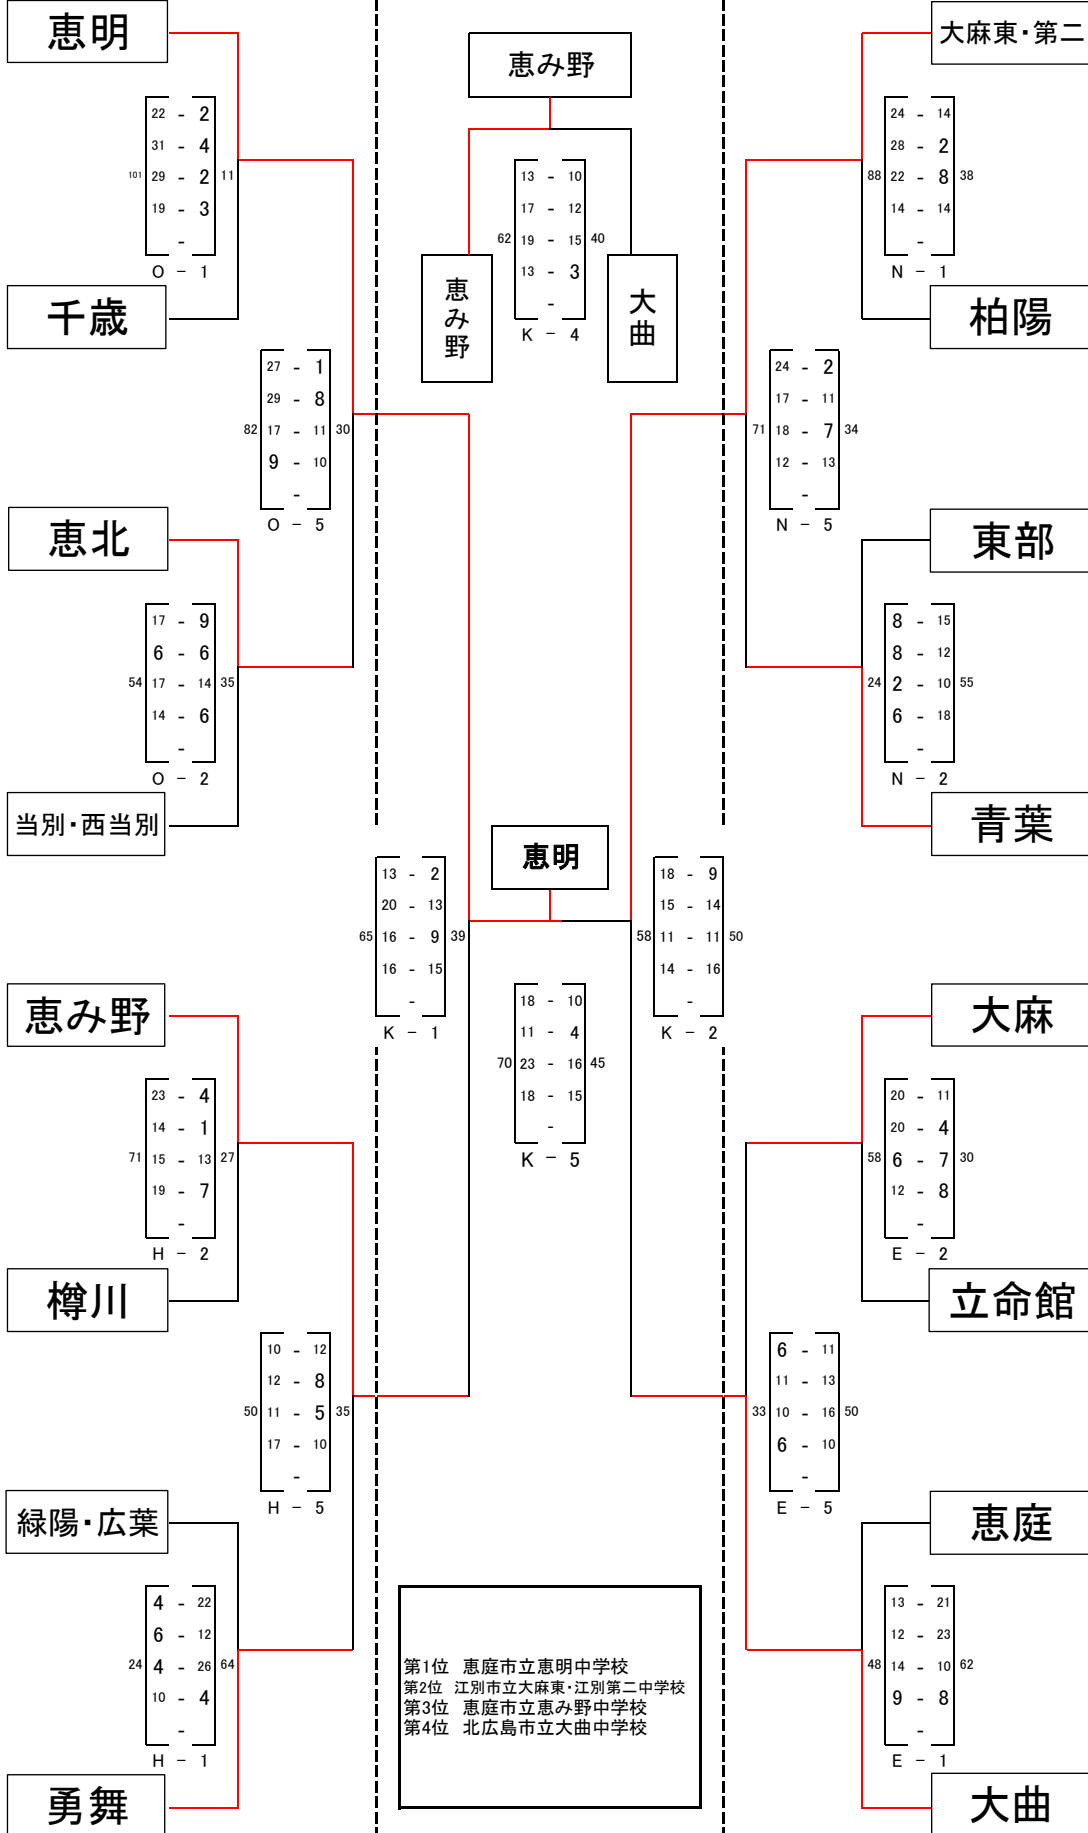 恵明
22 - 2
31 - 4
101 29 - 2 11
19 - 3
-
O - 1
千歳
27 - 1
29 - 8
82 17 - 11 30
9 - 10
-
O - 5
恵北
17 - 9
6 - 6
54 17 - 14 35
14 - 6
-
O - 2
当別・西当別
恵み野
23 - 4
14 - 1
71 15 - 13 27
19 - 7
-
H - 2
樽川
10 - 12
12 - 8
50 11 - 5 35
17 - 10
-
H - 5
緑陽・広葉
4 - 22
6 - 12
24 4 - 26 64
10 - 4
-
H - 1
勇舞
恵み野
13 - 10
17 - 12
62 19 - 15 40
13 - 3
-
K - 4
恵み野
大曲
恵明
13 - 2
20 - 13
65 16 - 9 39
16 - 15
-
K - 1
18 - 10
11 - 4
70 23 - 16 45
18 - 15
-
K - 5
18 - 9
15 - 14
58 11 - 11 50
14 - 16
-
K - 2
第1位 恵庭市立恵明中学校
第2位 江別市立大麻東・江別第二中学校
第3位 恵庭市立恵み野中学校
第4位 北広島市立大曲中学校
大麻東・第二
24 - 14
28 - 2
88 22 - 8 38
14 - 14
-
N - 1
柏陽
24 - 2
17 - 11
71 18 - 7 34
12 - 13
-
N - 5
東部
8 - 15
8 - 12
24 2 - 10 55
6 - 18
-
N - 2
青葉
大麻
20 - 11
20 - 4
58 6 - 7 30
12 - 8
-
E - 2
立命館
6 - 11
11 - 13
33 10 - 16 50
6 - 10
-
E - 5
恵庭
13 - 21
12 - 23
48 14 - 10 62
9 - 8
-
E - 1
大曲